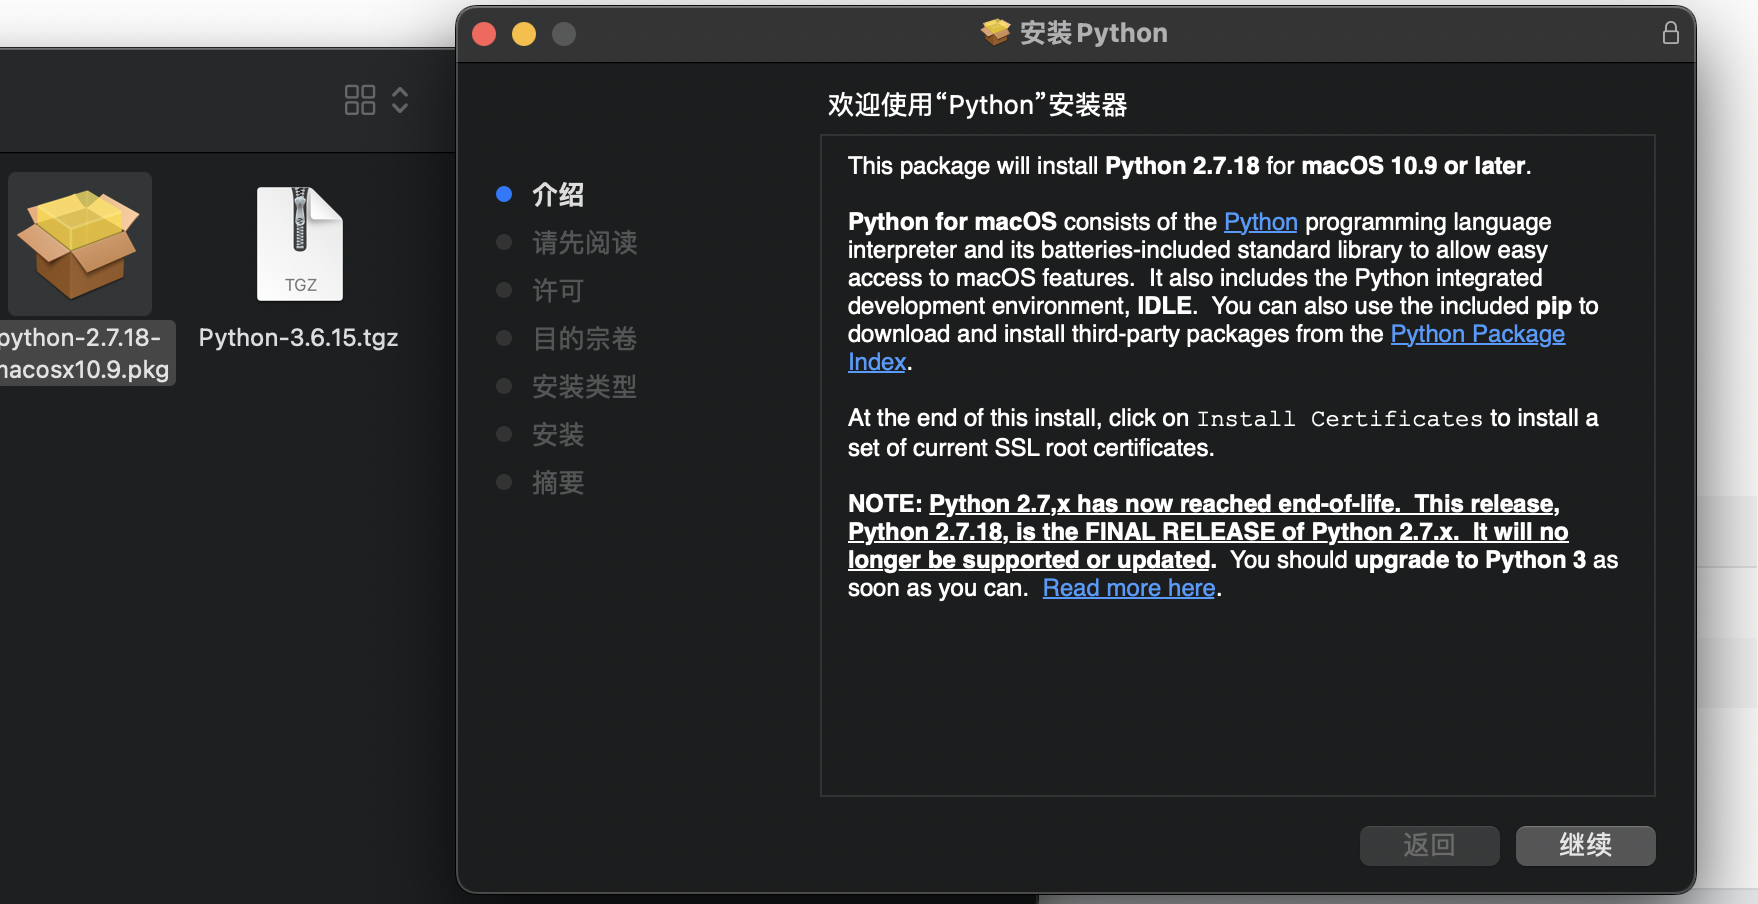 安装Python
欢迎使用“Python”安装器
介绍
请先阅读
许可
目的宗卷
安装类型
安装
摘要
This package will install Python 2.7.18 for macOS 10.9 or later.
Python for macOS consists of the Python programming language
interpreter and its batteries-included standard library to allow easy
access to macOS features.  It also includes the Python integrated
development environment, IDLE.  You can also use the included pip to
download and install third-party packages from the Python Package
Index.
At the end of this install, click on Install Certificates to install a
set of current SSL root certificates.
NOTE: Python 2.7,x has now reached end-of-life.  This release,
Python 2.7.18, is the FINAL RELEASE of Python 2.7.x.  It will no
longer be supported or updated.  You should upgrade to Python 3 as
soon as you can.  Read more here.
返回
继续
TGZ
python-2.7.18-
macosx10.9.pkg
Python-3.6.15.tgz